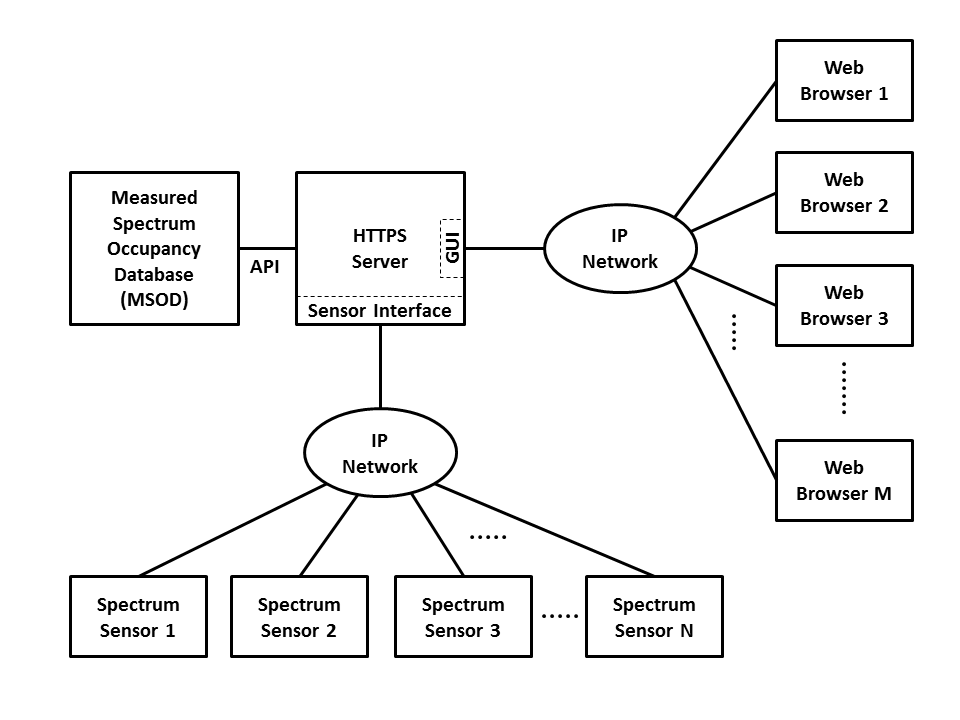 Measured
Spectrum
Occupancy
Database
(MSOD)
API
HTTPS
Server
GUI
Sensor Interface
IP
Network
Web
Browser 1
Web
Browser 2
Web
Browser 3
Web
Browser M
IP
Network
Spectrum
Sensor 1
Spectrum
Sensor 2
Spectrum
Sensor 3
Spectrum
Sensor N